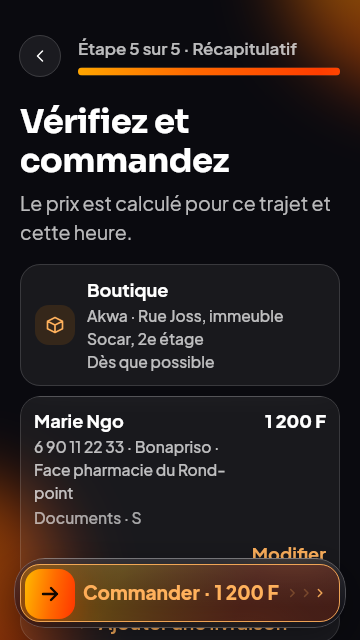 Étape 5 sur 5 · Récapitulatif
Vérifiez et
commandez
Le prix est calculé pour ce trajet et
cette heure.
Boutique
Akwa · Rue Joss, immeuble
Socar, 2e étage
Dès que possible
Marie Ngo 1 200 F
6 90 11 22 33 · Bonapriso ·
Face pharmacie du Rond-
point
Documents · S
Modifier
Commander · 1 200 F